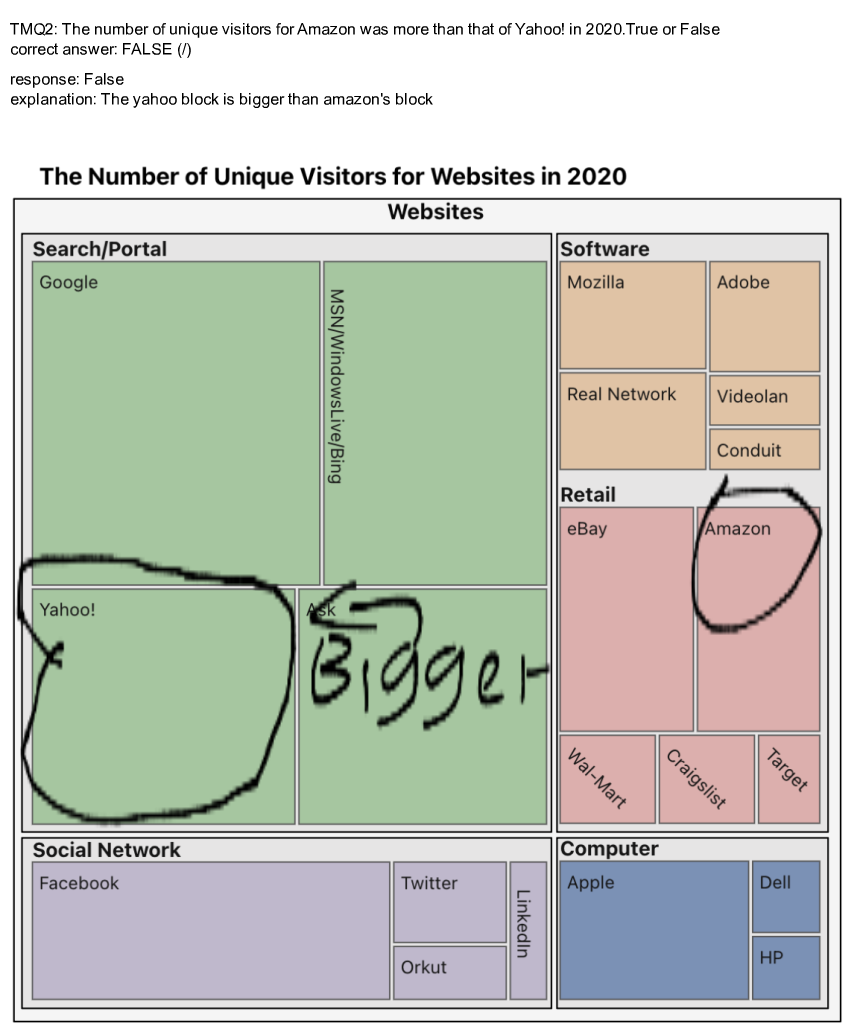 TMQ2: The number of unique visitors for Amazon was more than that of Yahoo! in 2020.True or False
correct answer: FALSE (/)
response: False
explanation: The yahoo block is bigger than amazon's block
The Number of Unique Visitors for Websites in 2020
Websites
Search/Portal
Google
MSN/WindowsLive/Bing
Yahoo!
Ask
Bigger
Software
Mozilla
Adobe
Real Network
Videolan
Conduit
Retail
eBay
Amazon
Wal-Mart
Craigslist
Target
Social Network
Facebook
Twitter
Orkut
LinkedIn
Computer
Apple
Dell
HP